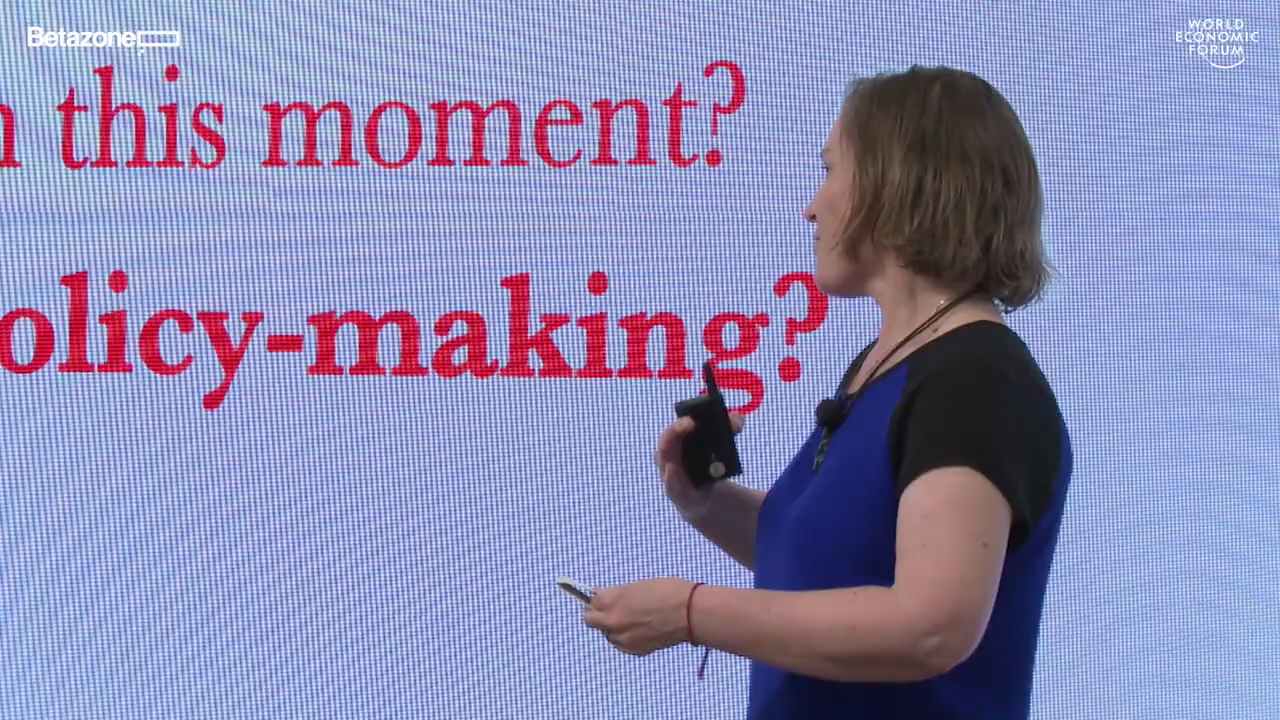 Betazone
WORLD
ECONOMIC
FORUM
this moment?
olicy-making?